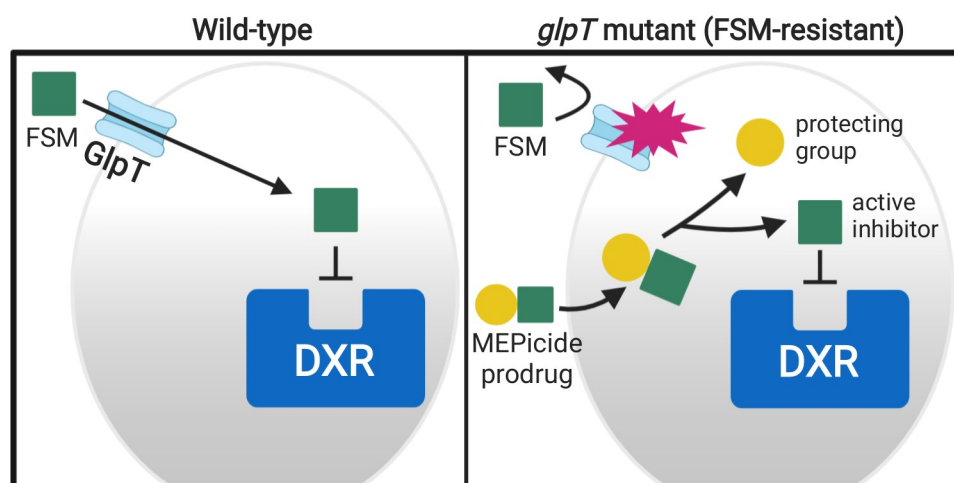 Wild-type
FSM
GlpT
DXR
glpT mutant (FSM-resistant)
FSM
protecting
group
active
inhibitor
MEPicide
prodrug
DXR